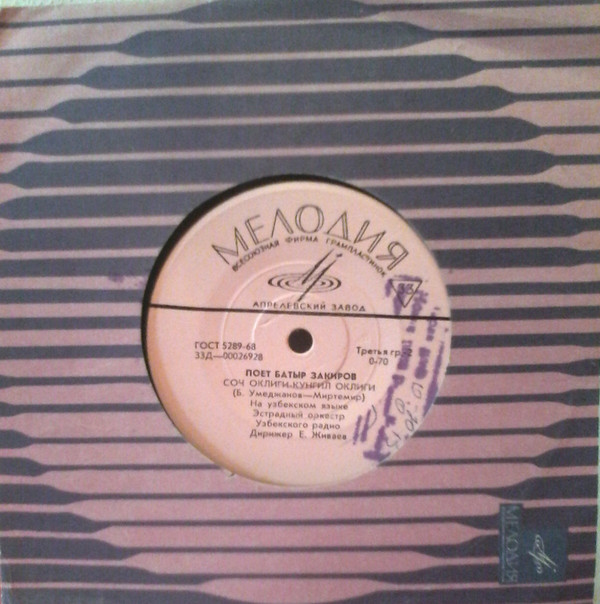 МЕЛОДИЯ
ВСЕСОЮЗНАЯ ФИРМА ГРАМПЛАСТИНОК
33
АПРЕЛЕВСКИЙ ЗАВОД
ГОСТ 5289-68
33Д—00026928
Третья гр.-2
0-70
ПОЕТ БАТЫР ЗАКИРОВ
СОЧ ОКЛИГИ-КУНГИЛ ОКЛИГИ
(Б. Умеджанов—Миртемир)
На узбекском языке
Эстрадный оркестр
Узбекского радио
Дирижер Е. Живаев
МЕЛОДИЯ